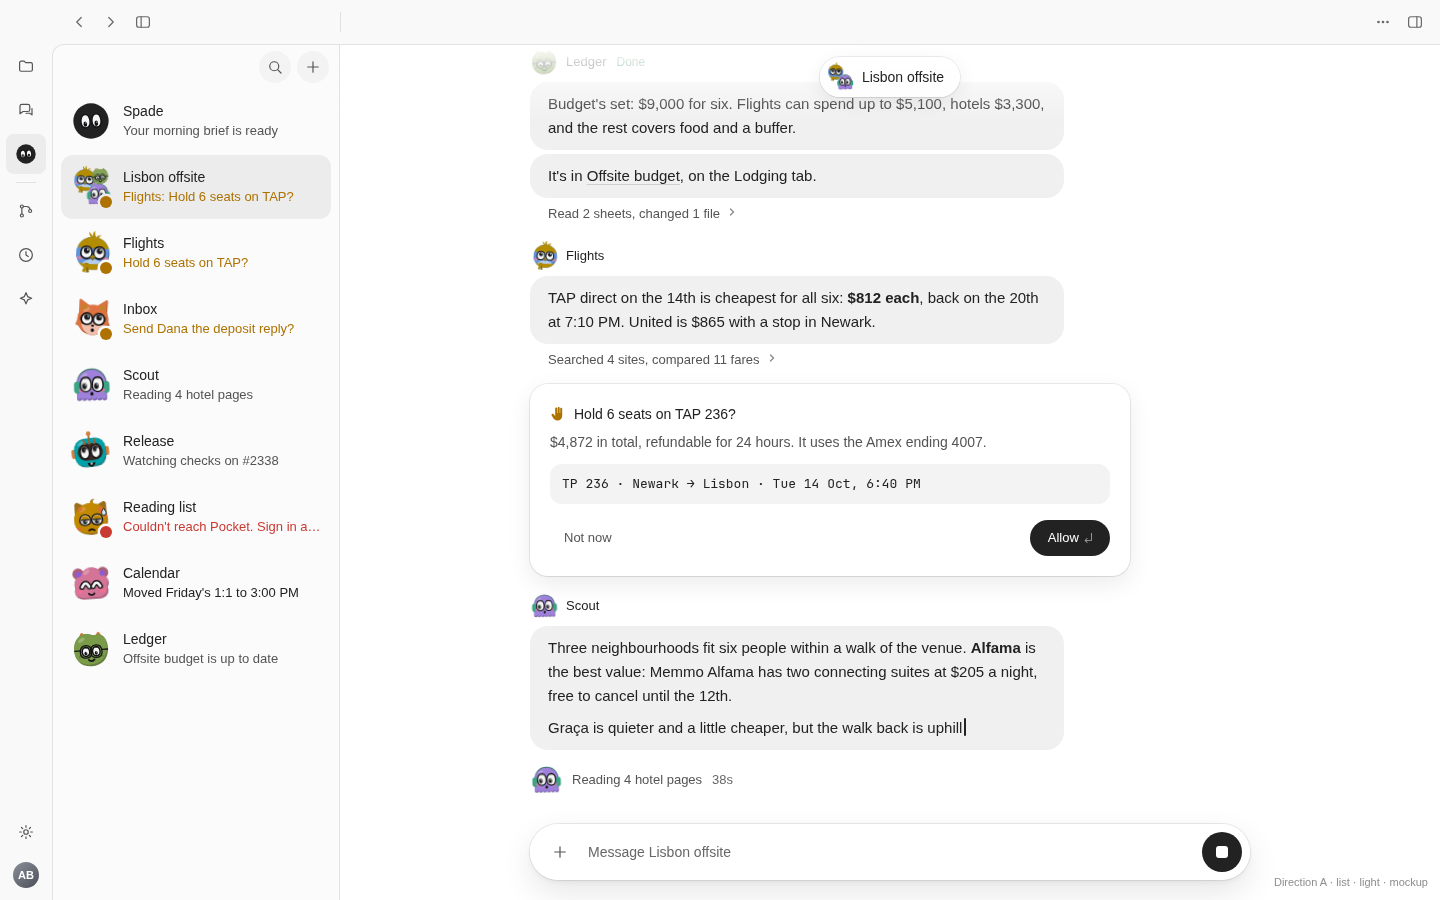 Spade
Your morning brief is ready
Lisbon offsite
Flights: Hold 6 seats on TAP?
Flights
Hold 6 seats on TAP?
Inbox
Send Dana the deposit reply?
Scout
Reading 4 hotel pages
Release
Watching checks on #2338
Reading list
Couldn't reach Pocket. Sign in a…
Calendar
Moved Friday's 1:1 to 3:00 PM
Ledger
Offsite budget is up to date
AB
Ledger Done
Lisbon offsite
Budget's set: $9,000 for six. Flights can spend up to $5,100, hotels $3,300,
and the rest covers food and a buffer.
It's in Offsite budget, on the Lodging tab.
Read 2 sheets, changed 1 file
Flights
TAP direct on the 14th is cheapest for all six: $812 each, back on the 20th
at 7:10 PM. United is $865 with a stop in Newark.
Searched 4 sites, compared 11 fares
Hold 6 seats on TAP 236?
$4,872 in total, refundable for 24 hours. It uses the Amex ending 4007.
TP 236 · Newark → Lisbon · Tue 14 Oct, 6:40 PM
Not now
Allow
Scout
Three neighbourhoods fit six people within a walk of the venue. Alfama is
the best value: Memmo Alfama has two connecting suites at $205 a night,
free to cancel until the 12th.
Graça is quieter and a little cheaper, but the walk back is uphill
Reading 4 hotel pages 38s
Message Lisbon offsite
Direction A · list · light · mockup